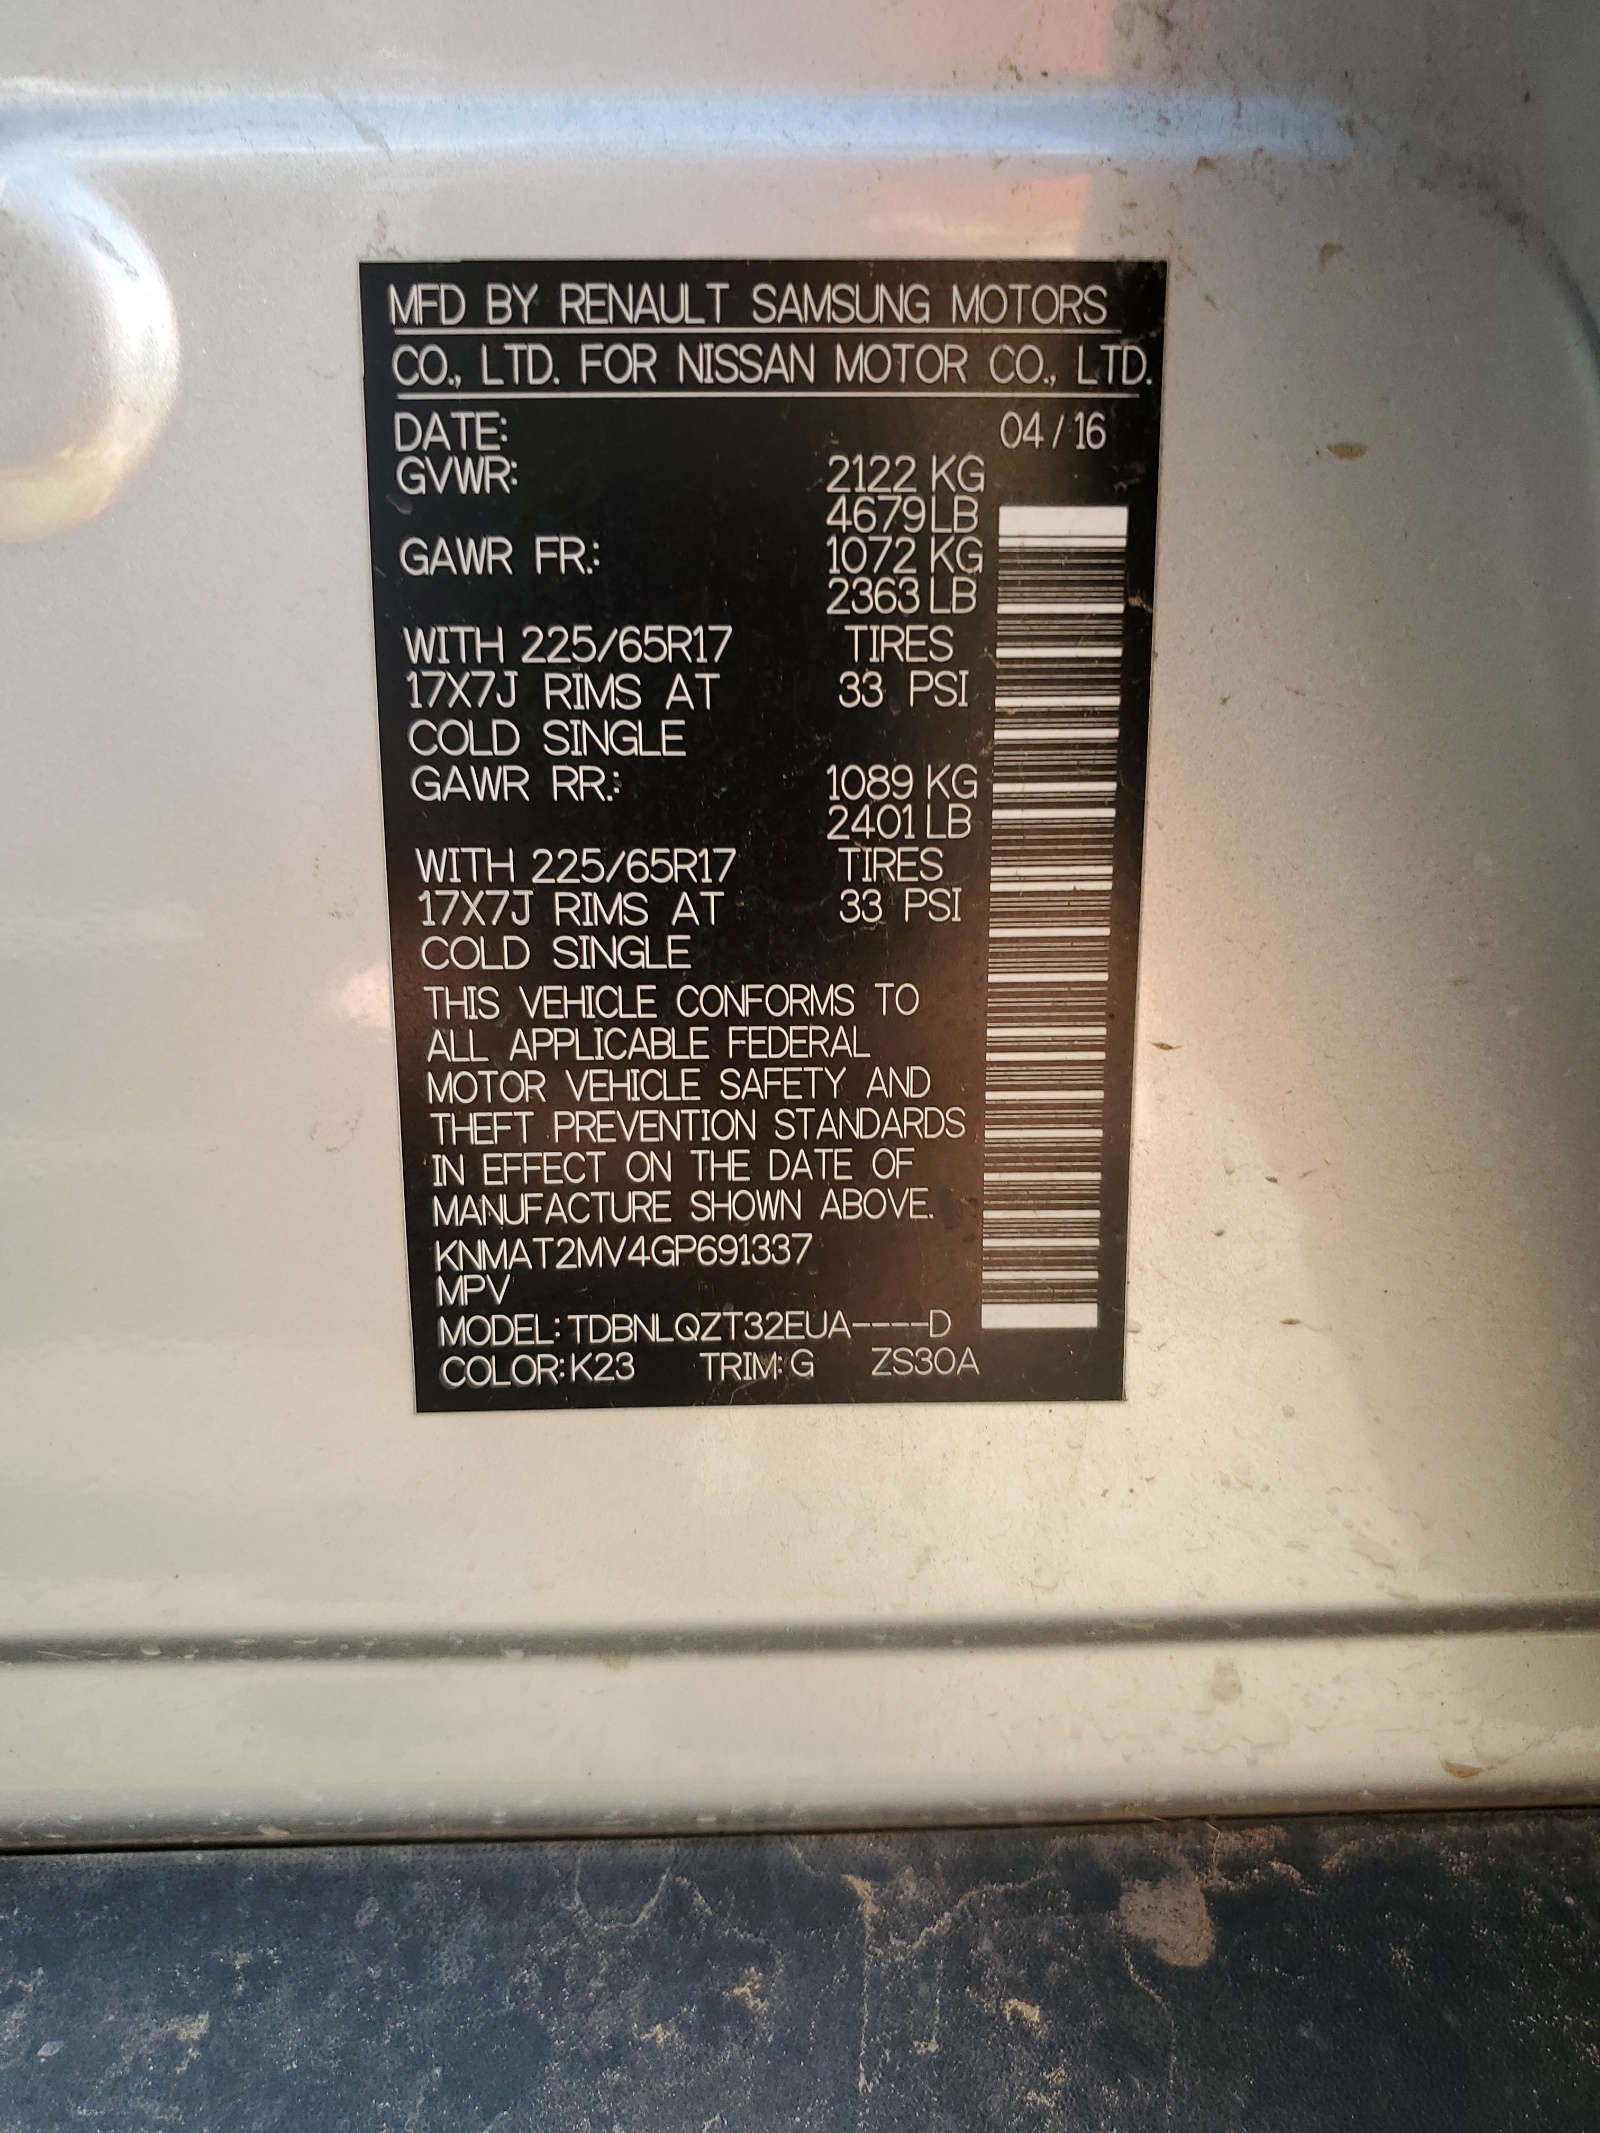 MFD BY RENAULT SAMSUNG MOTORS
CO., LTD. FOR NISSAN MOTOR CO., LTD.
DATE: 04 / 16
GVWR: 2122 KG
4679 LB
GAWR FR.: 1072 KG
2363 LB
WITH 225/65R17 TIRES
17X7J RIMS AT 33 PSI
COLD SINGLE
GAWR RR.: 1089 KG
2401 LB
WITH 225/65R17 TIRES
17X7J RIMS AT 33 PSI
COLD SINGLE
THIS VEHICLE CONFORMS TO
ALL APPLICABLE FEDERAL
MOTOR VEHICLE SAFETY AND
THEFT PREVENTION STANDARDS
IN EFFECT ON THE DATE OF
MANUFACTURE SHOWN ABOVE.
KNMAT2MV4GP691337
MPV
MODEL: TDBNLQZT32EUA----D
COLOR: K23 TRIM: G ZS30A